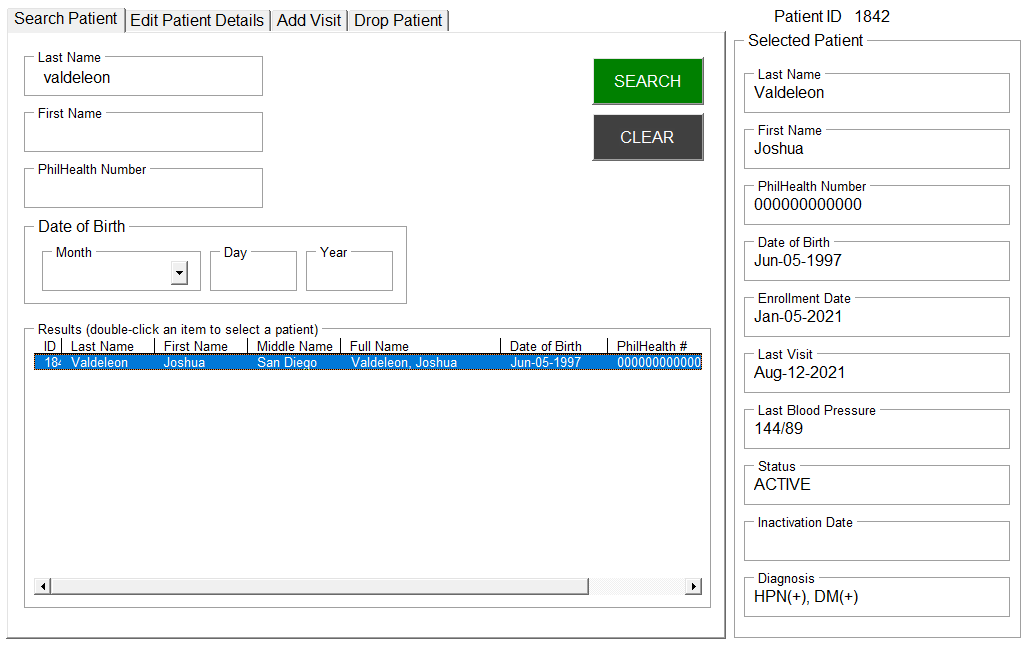 Search Patient Edit Patient Details Add Visit Drop Patient
Last Name
valdeleon
First Name
PhilHealth Number
Date of Birth
Month Day Year
SEARCH
CLEAR
Results (double-click an item to select a patient)
ID Last Name First Name Middle Name Full Name Date of Birth PhilHealth #
184 Valdeleon Joshua San Diego Valdeleon, Joshua Jun-05-1997 000000000000
Patient ID 1842
Selected Patient
Last Name
Valdeleon
First Name
Joshua
PhilHealth Number
000000000000
Date of Birth
Jun-05-1997
Enrollment Date
Jan-05-2021
Last Visit
Aug-12-2021
Last Blood Pressure
144/89
Status
ACTIVE
Inactivation Date
Diagnosis
HPN(+), DM(+)